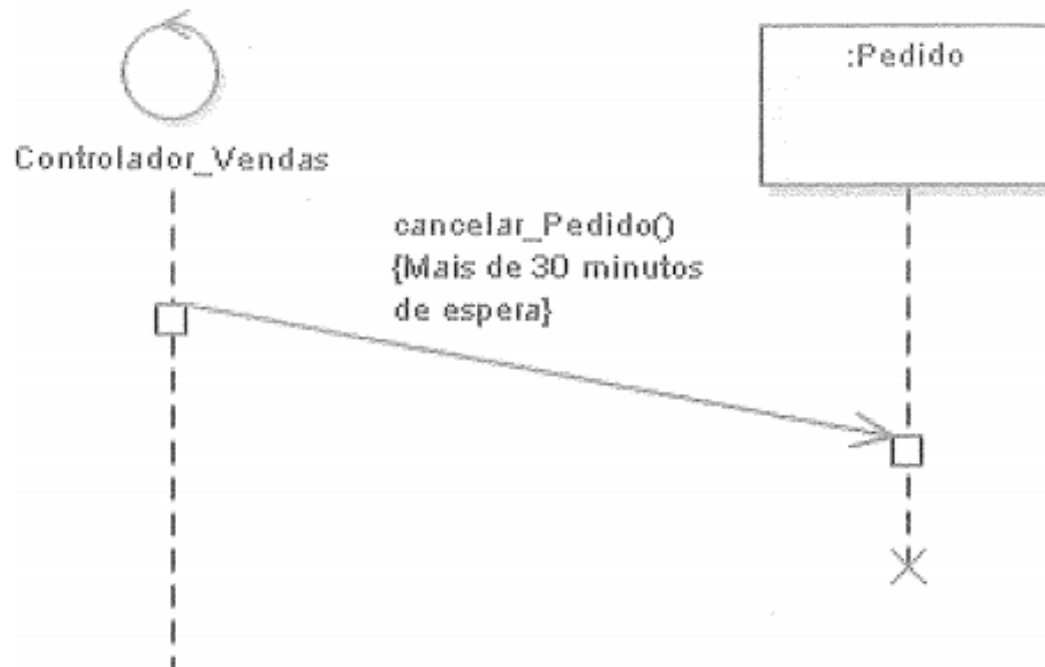 :Pedido
Controlador_Vendas
cancelar_Pedido()
{Mais de 30 minutos
de espera}